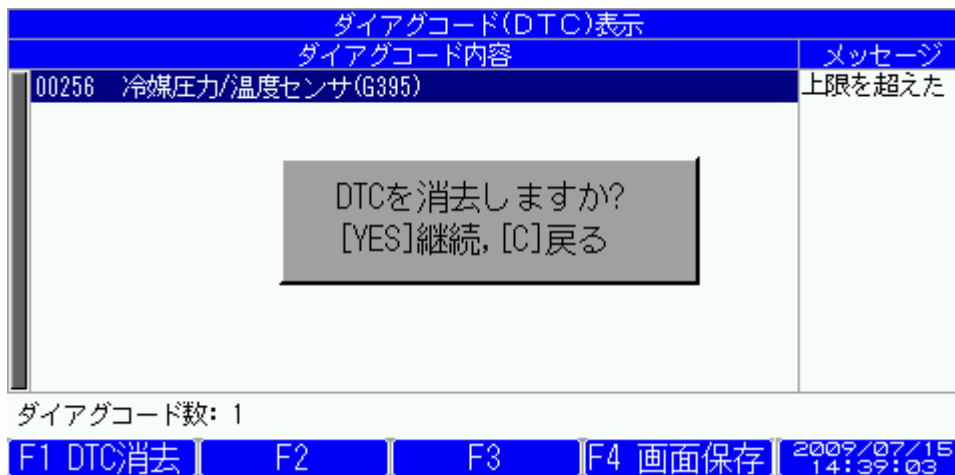 ダイアグコード(DTC)表示
ダイアグコード内容 メッセージ
00256 冷媒圧力/温度センサ(G395) 上限を超えた
DTCを消去しますか?
[YES]継続,[C]戻る
ダイアグコード数: 1
F1 DTC消去 F2 F3 F4 画面保存 2009/07/15
14:39:03